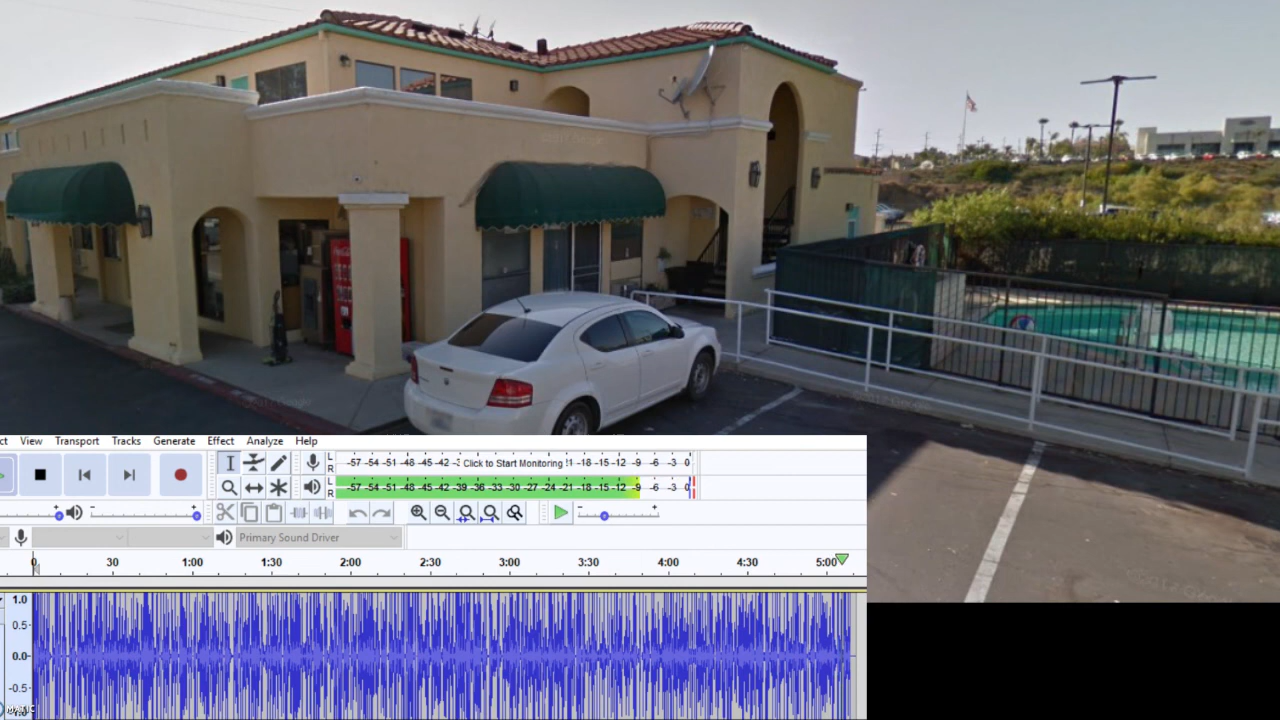 ct View Transport Tracks Generate Effect Analyze Help
L R -57 -54 -51 -48 -45 -42 Click to Start Monitoring -18 -15 -12 -9 -6 -3 0
L R -57 -54 -51 -48 -45 -42 -39 -36 -33 -30 -27 -24 -21 -18 -15 -12 -9 -6 -3 0
- + - + - +
Primary Sound Driver
0 30 1:00 1:30 2:00 2:30 3:00 3:30 4:00 4:30 5:00
1.0
0.5-
0.0-
-0.5-